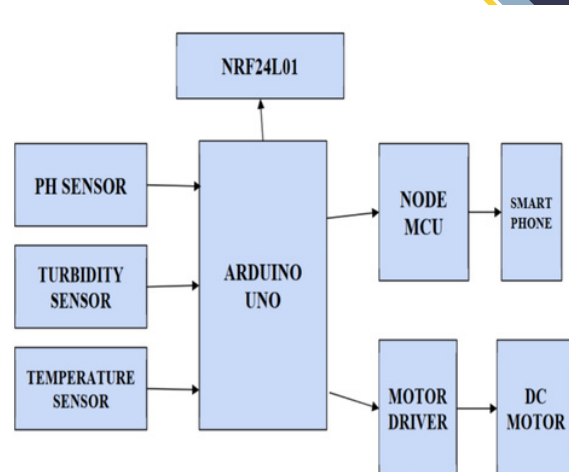 NRF24L01
PH SENSOR
TURBIDITY
SENSOR
TEMPERATURE
SENSOR
ARDUINO
UNO
NODE
MCU
SMART
PHONE
MOTOR
DRIVER
DC
MOTOR